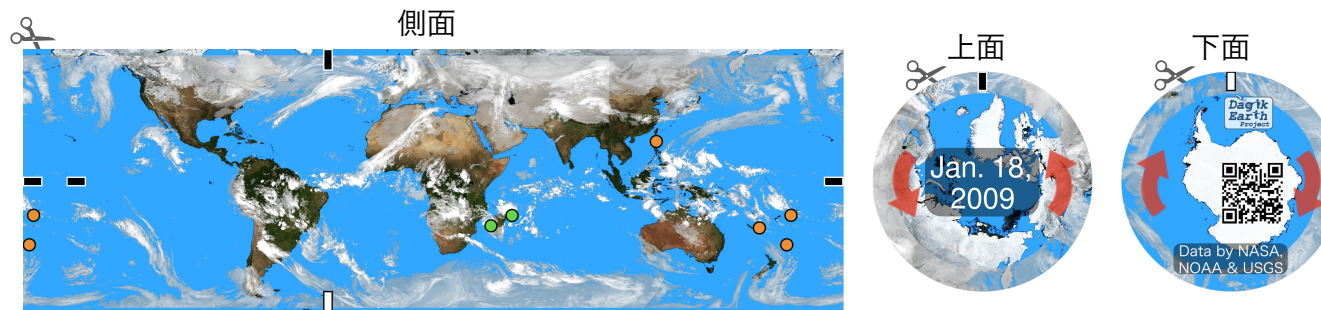 側面
上面
下面
Jan. 18,
2009
Dagik
Earth
Project
Data by NASA,
NOAA & USGS